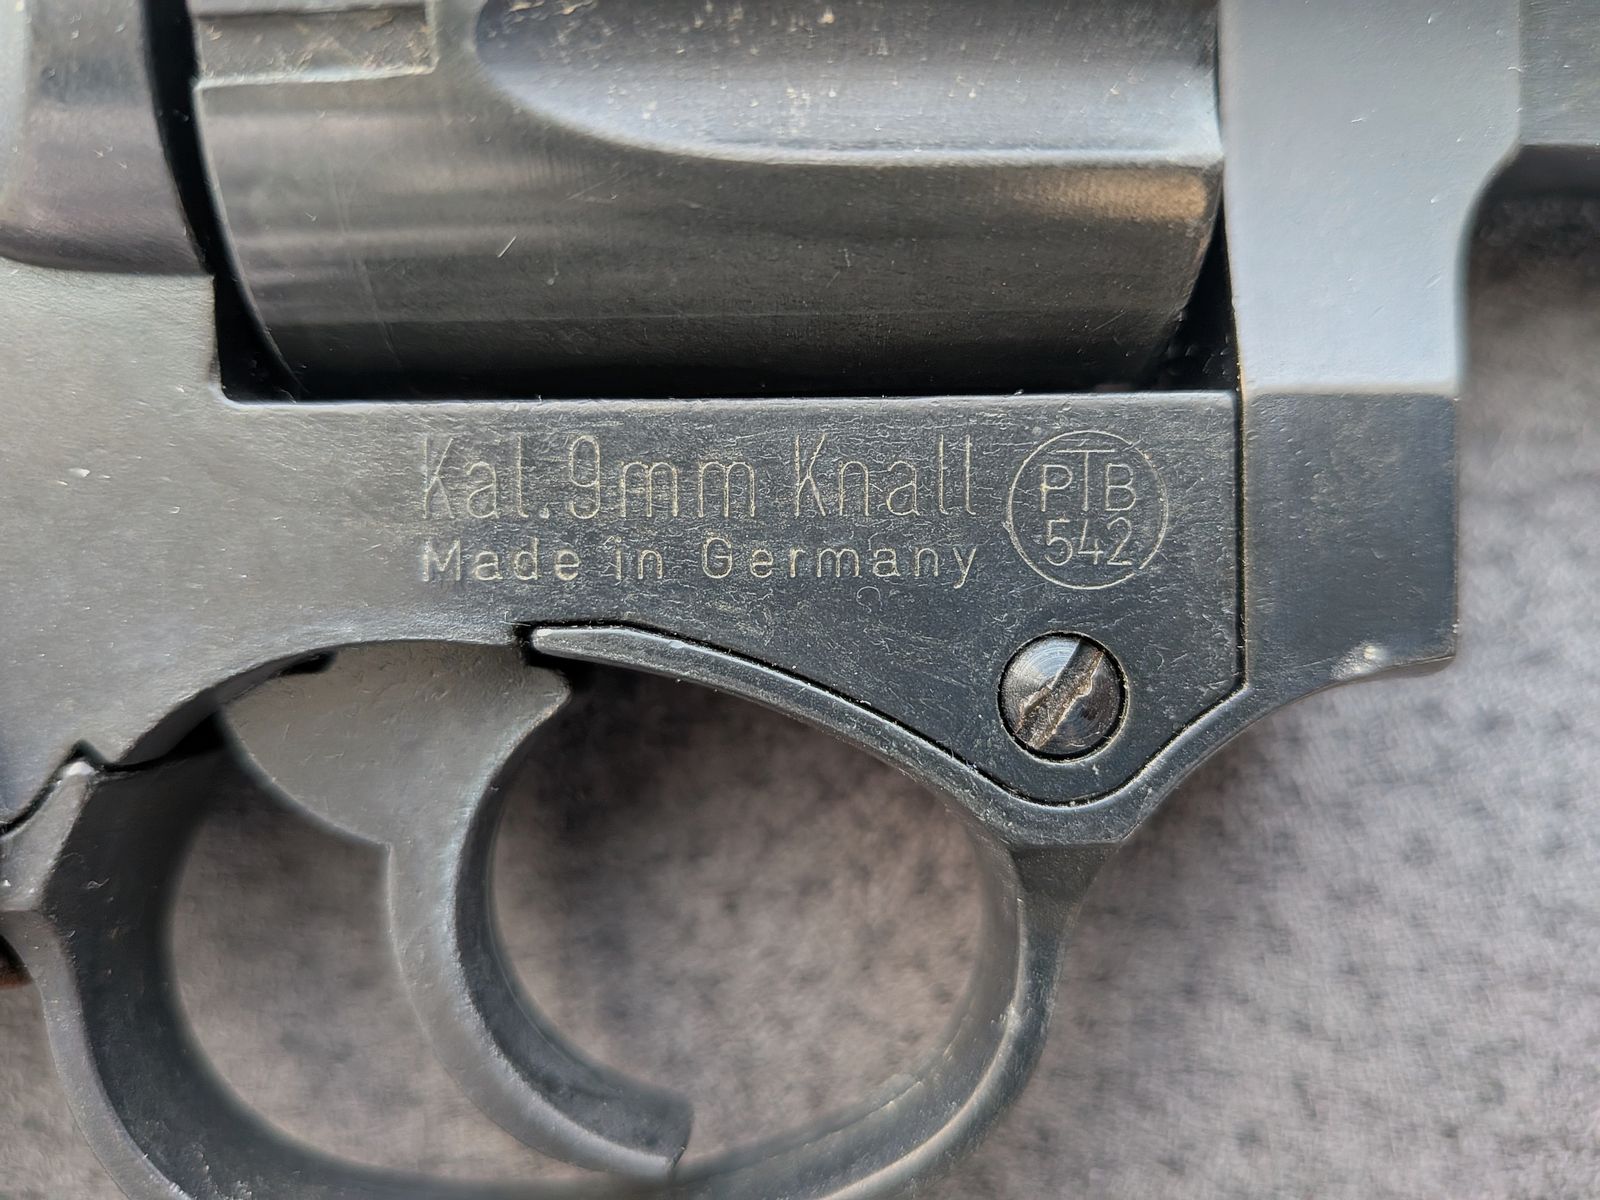 Kal. 9mm Knall
Made in Germany
PTB
542